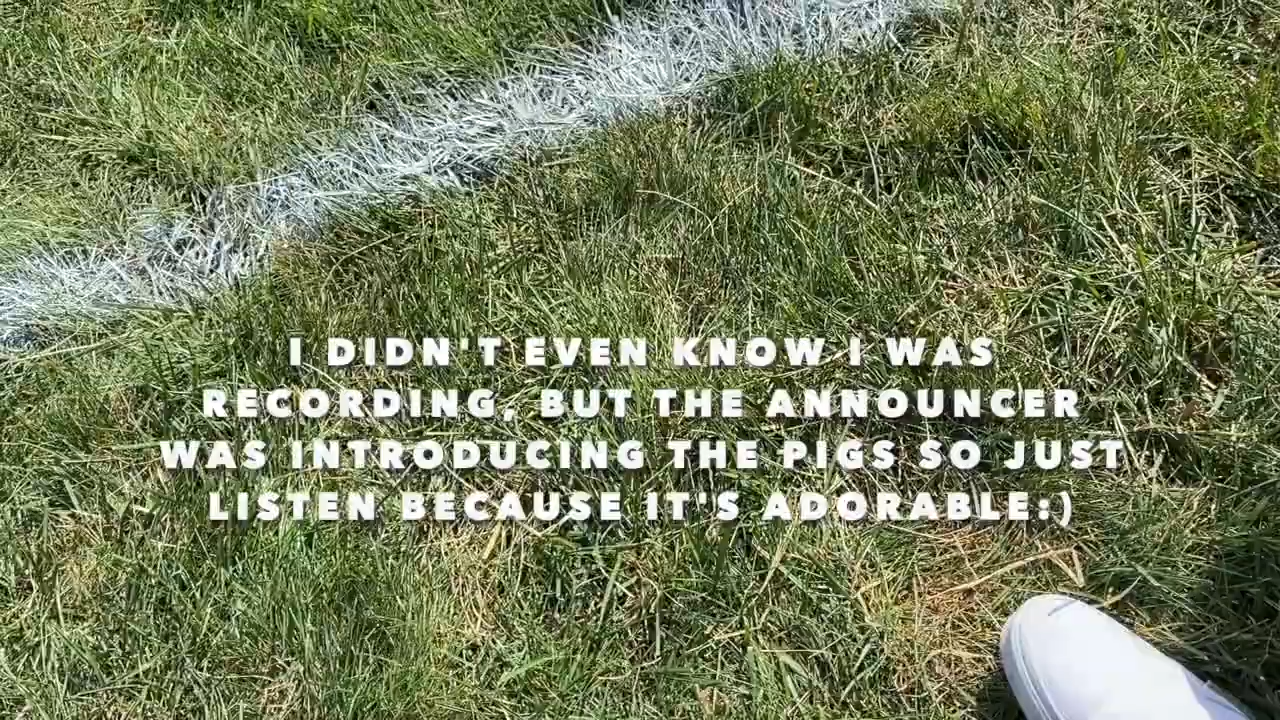 I DIDN'T EVEN KNOW I WAS
RECORDING, BUT THE ANNOUNCER
WAS INTRODUCING THE PIGS SO JUST
LISTEN BECAUSE IT'S ADORABLE:)